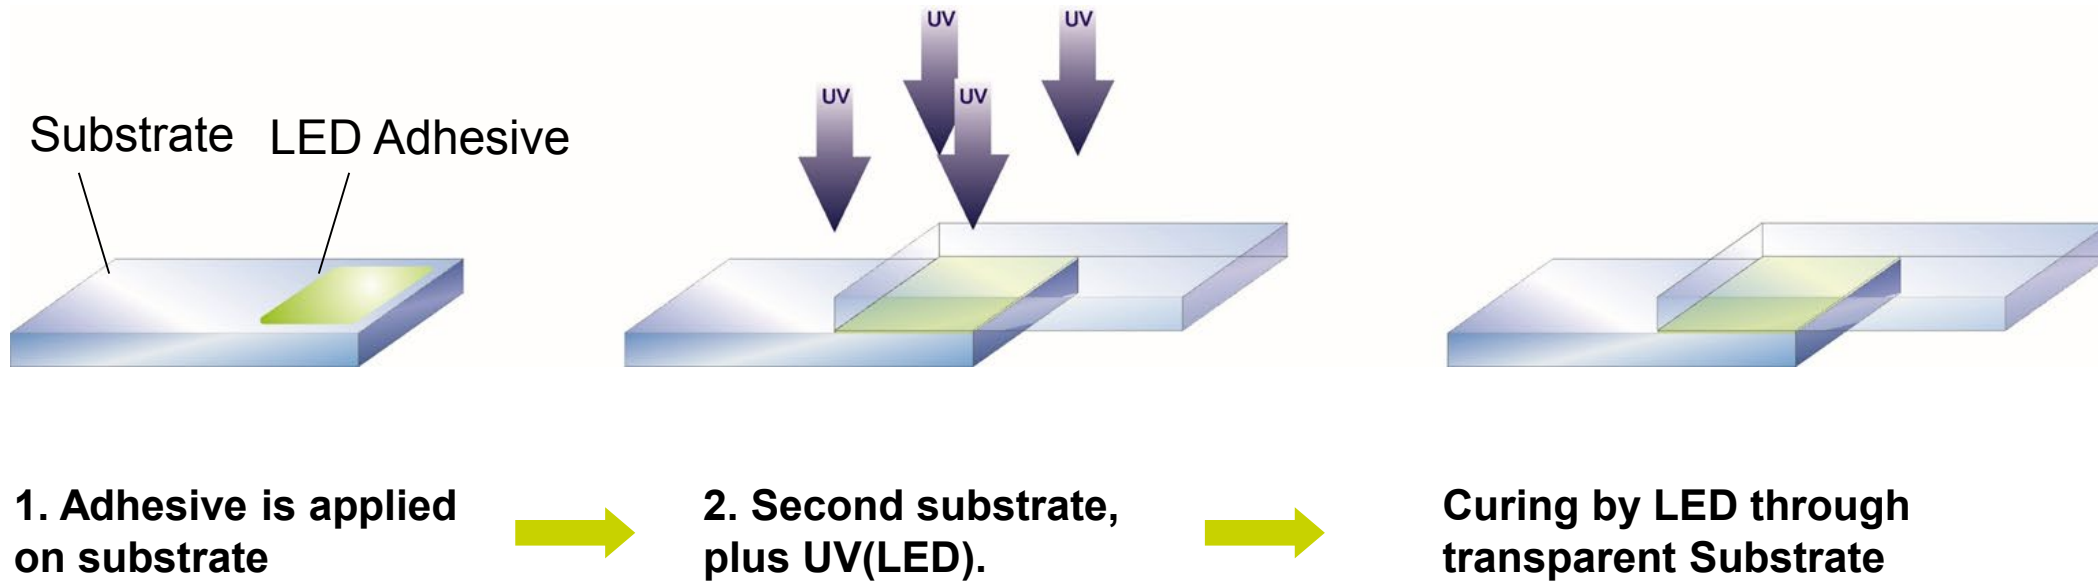 UV
UV
UV
UV
Substrate
LED Adhesive
1. Adhesive is applied
on substrate
2. Second substrate,
plus UV(LED).
Curing by LED through
transparent Substrate